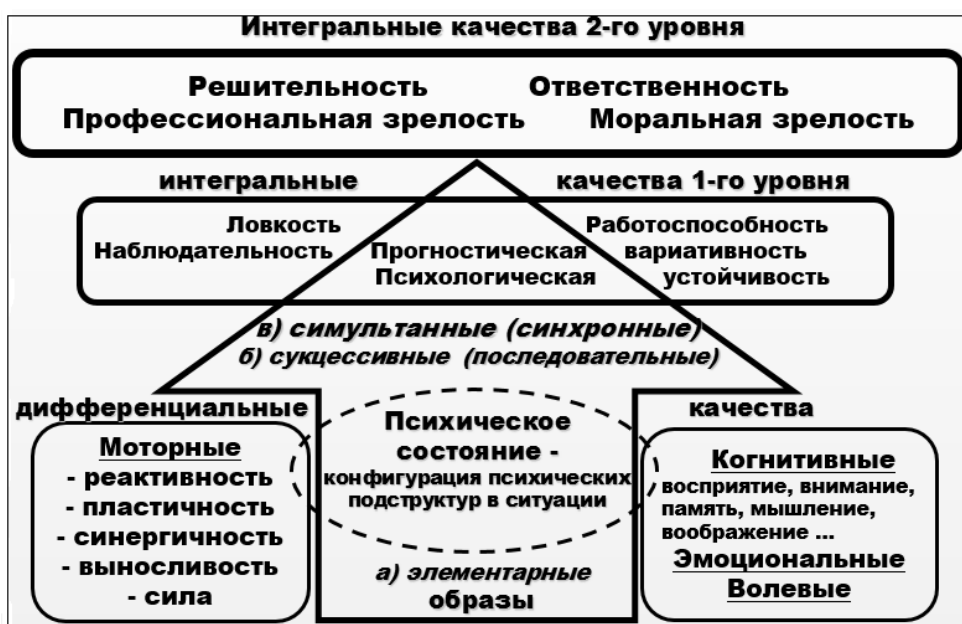 Интегральные качества 2-го уровня
Решительность Ответственность
Профессиональная зрелость Моральная зрелость
интегральные качества 1-го уровня
Ловкость Работоспособность
Наблюдательность Прогностическая вариативность
Психологическая устойчивость
в) симультанные (синхронные)
б) сукцессивные (последовательные)
дифференциальные качества
Моторные
- реактивность
- пластичность
- синергичность
- выносливость
- сила
Психическое
состояние -
конфигурация психических
подструктур в ситуации
а) элементарные
образы
Когнитивные
восприятие, внимание,
память, мышление,
воображение ...
Эмоциональные
Волевые